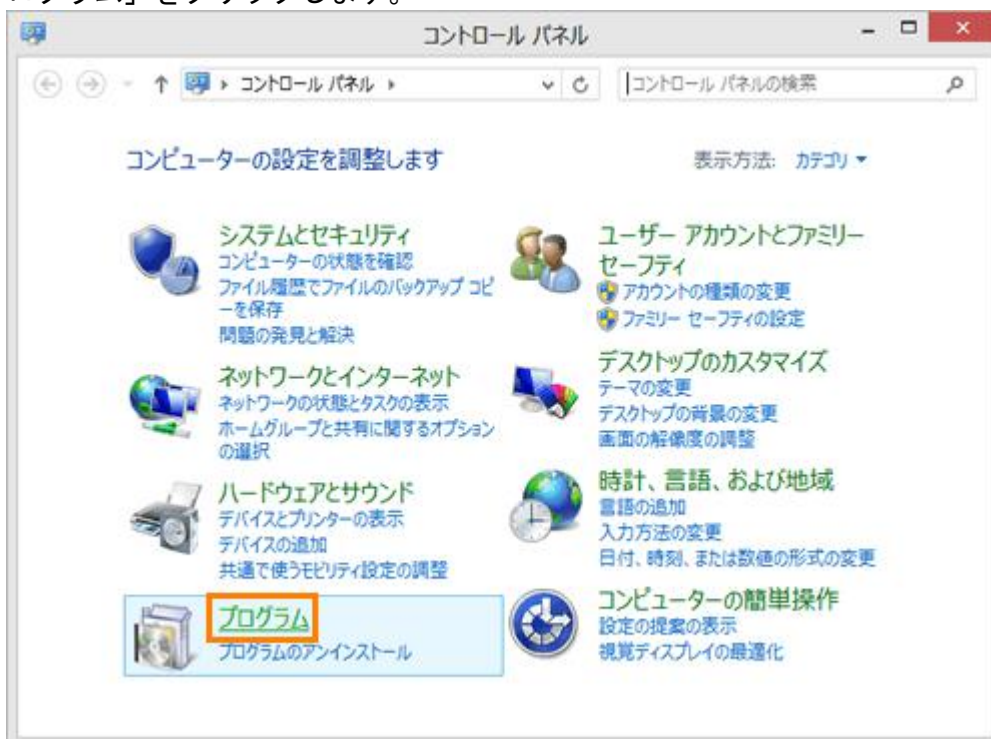 ログラム」をクリックします。
コントロール パネル
コントロール パネル
コントロール パネルの検索
コンピューターの設定を調整します
表示方法: カテゴリ
システムとセキュリティ
コンピューターの状態を確認
ファイル履歴でファイルのバックアップ コピ
ーを保存
問題の発見と解決
ネットワークとインターネット
ネットワークの状態とタスクの表示
ホームグループと共有に関するオプション
の選択
ハードウェアとサウンド
デバイスとプリンターの表示
デバイスの追加
共通で使うモビリティ設定の調整
プログラム
プログラムのアンインストール
ユーザー アカウントとファミリー
セーフティ
アカウントの種類の変更
ファミリー セーフティの設定
デスクトップのカスタマイズ
テーマの変更
デスクトップの背景の変更
画面の解像度の調整
時計、言語、および地域
言語の追加
入力方法の変更
日付、時刻、または数値の形式の変更
コンピューターの簡単操作
設定の提案の表示
視覚ディスプレイの最適化